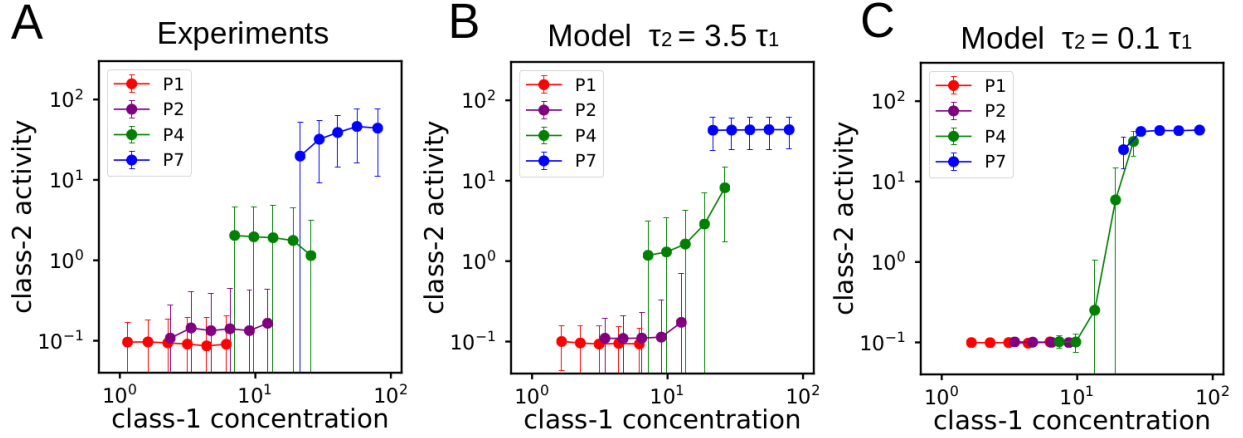 A
Experiments
P1
P2
P4
P7
10²
10¹
10⁰
10⁻¹
class-2 activity
10⁰
10¹
10²
class-1 concentration
B
Model τ₂ = 3.5 τ₁
P1
P2
P4
P7
10²
10¹
10⁰
10⁻¹
class-2 activity
10⁰
10¹
10²
class-1 concentration
C
Model τ₂ = 0.1 τ₁
P1
P2
P4
P7
10²
10¹
10⁰
10⁻¹
class-2 activity
10⁰
10¹
10²
class-1 concentration